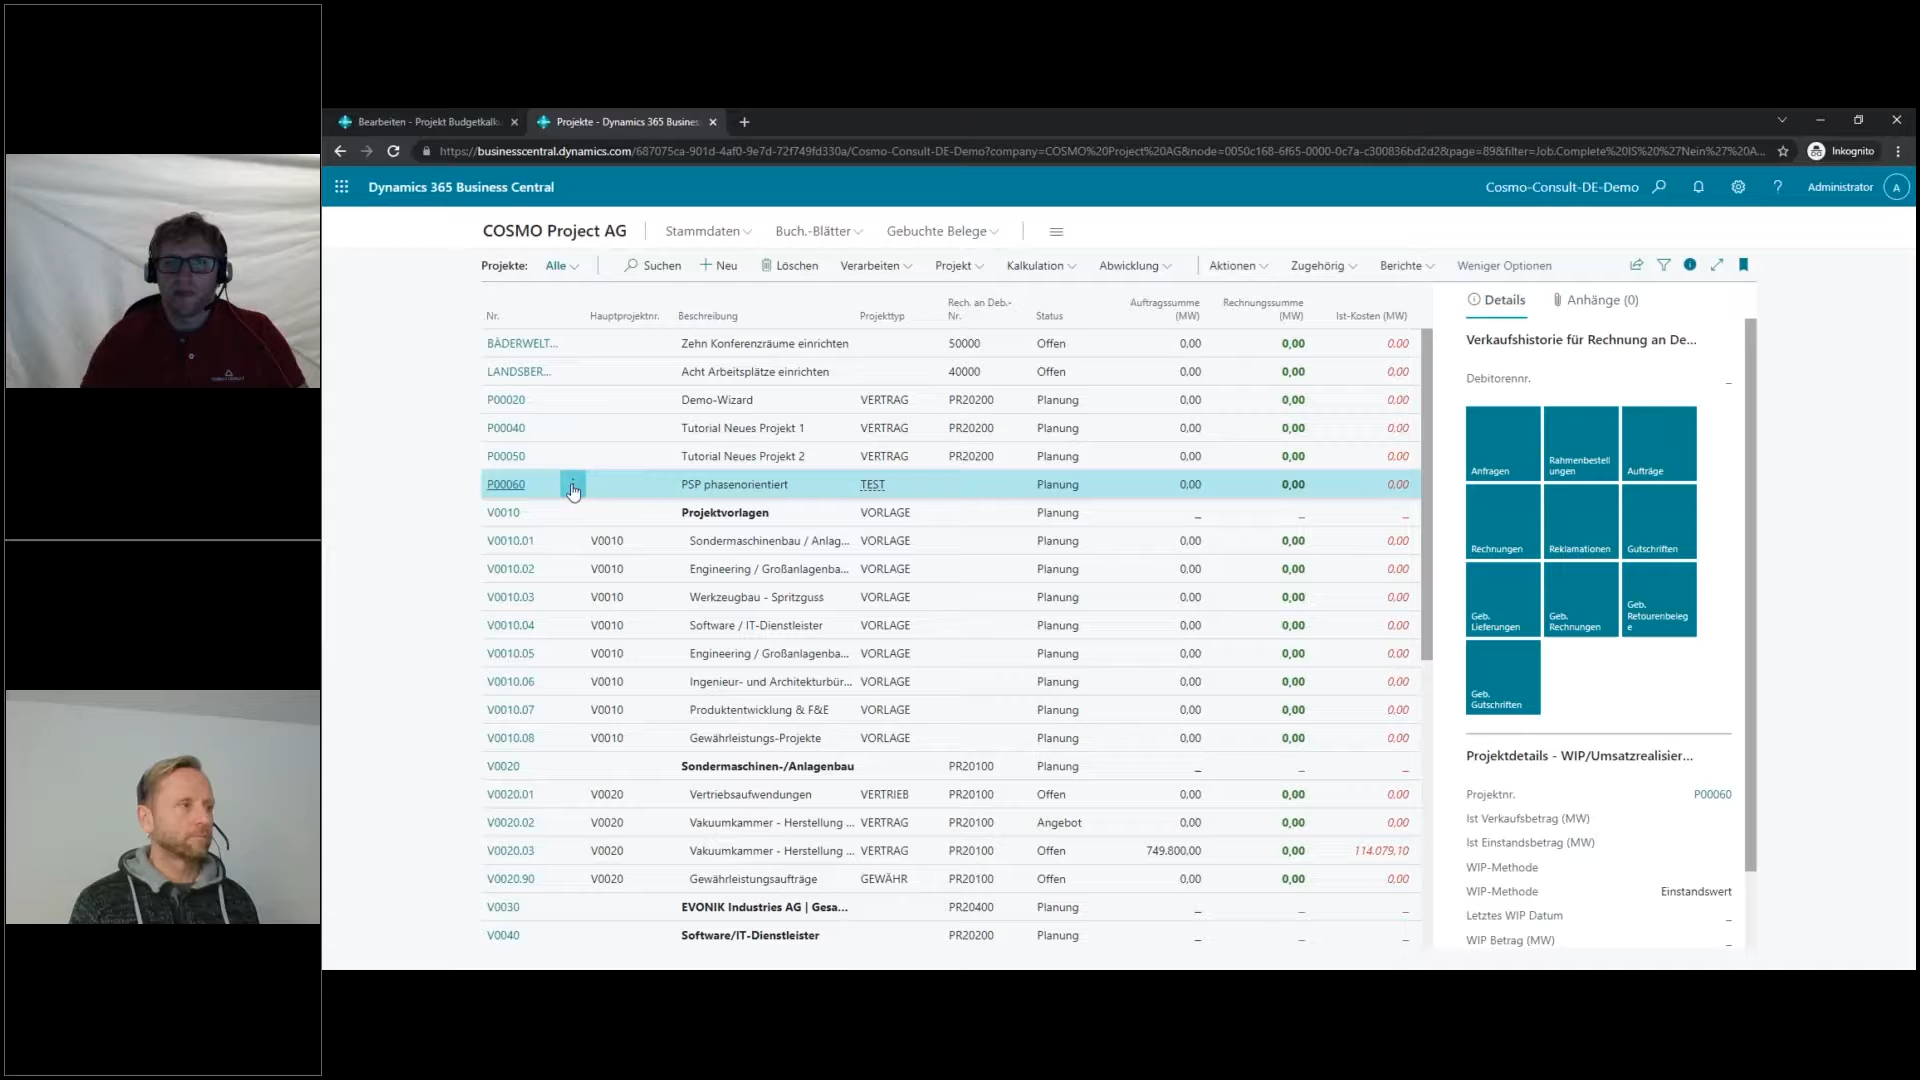 Bearbeiten - Projekt Budgetkalku
Projekte - Dynamics 365 Busines
https://businesscentral.dynamics.com/687075ca-901d-4af0-9e7d-72f749fd330a/Cosmo-Consult-DE-Demo?company=COSMO%20Project%20AG&node=0050c168-6f65-0000-0c7a-c300836bd2d2&page=89&filter=Job.Complete%20IS%20%27Nein%27%20A...
Inkognito
Dynamics 365 Business Central
Cosmo-Consult-DE-Demo
?
Administrator
A
COSMO Project AG Stammdaten Buch.-Blätter Gebuchte Belege
Projekte: Alle Suchen Neu Löschen Verarbeiten Projekt Kalkulation Abwicklung Aktionen Zugehörig Berichte Weniger Optionen
Nr. Hauptprojektnr. Beschreibung Projekttyp Rech. an Deb.-Nr. Status Auftragssumme (MW) Rechnungssumme (MW) Ist-Kosten (MW)
BÄDERWELT... Zehn Konferenzräume einrichten 50000 Offen 0,00 0,00 0,00
LANDSBER... Acht Arbeitsplätze einrichten 40000 Offen 0,00 0,00 0,00
P00020 Demo-Wizard VERTRAG PR20200 Planung 0,00 0,00 0,00
P00040 Tutorial Neues Projekt 1 VERTRAG PR20200 Planung 0,00 0,00 0,00
P00050 Tutorial Neues Projekt 2 VERTRAG PR20200 Planung 0,00 0,00 0,00
P00060 PSP phasenorientiert TEST Planung 0,00 0,00 0,00
V0010 Projektvorlagen VORLAGE Planung _ _ _
V0010.01 V0010 Sondermaschinenbau / Anlag... VORLAGE Planung 0,00 0,00 0,00
V0010.02 V0010 Engineering / Großanlagenba... VORLAGE Planung 0,00 0,00 0,00
V0010.03 V0010 Werkzeugbau - Spritzguss VORLAGE Planung 0,00 0,00 0,00
V0010.04 V0010 Software / IT-Dienstleister VORLAGE Planung 0,00 0,00 0,00
V0010.05 V0010 Engineering / Großanlagenba... VORLAGE Planung 0,00 0,00 0,00
V0010.06 V0010 Ingenieur- und Architekturbür... VORLAGE Planung 0,00 0,00 0,00
V0010.07 V0010 Produktentwicklung & F&E VORLAGE Planung 0,00 0,00 0,00
V0010.08 V0010 Gewährleistungs-Projekte VORLAGE Planung 0,00 0,00 0,00
V0020 Sondermaschinen-/Anlagenbau PR20100 Planung _ _ _
V0020.01 V0020 Vertriebsaufwendungen VERTRIEB PR20100 Offen 0,00 0,00 0,00
V0020.02 V0020 Vakuumkammer - Herstellung ... VERTRAG PR20100 Angebot 0,00 0,00 0,00
V0020.03 V0020 Vakuumkammer - Herstellung ... VERTRAG PR20100 Offen 749.800,00 0,00 114.079,10
V0020.90 V0020 Gewährleistungsaufträge GEWÄHR PR20100 Offen 0,00 0,00 0,00
V0030 EVONIK Industries AG | Gesa... PR20400 Planung _ _ _
V0040 Software/IT-Dienstleister PR20200 Planung _ _ _
Details Anhänge (0)
Verkaufshistorie für Rechnung an De...
Debitorennr. _
Anfragen
Rahmenbestellungen
Aufträge
Rechnungen
Reklamationen
Gutschriften
Geb. Lieferungen
Geb. Rechnungen
Geb. Retourenbelege
Geb. Gutschriften
Projektdetails - WIP/Umsatzrealisier...
Projektnr. P00060
Ist Verkaufsbetrag (MW)
Ist Einstandsbetrag (MW)
WIP-Methode
WIP-Methode Einstandswert
Letztes WIP Datum _
WIP Betrag (MW) _